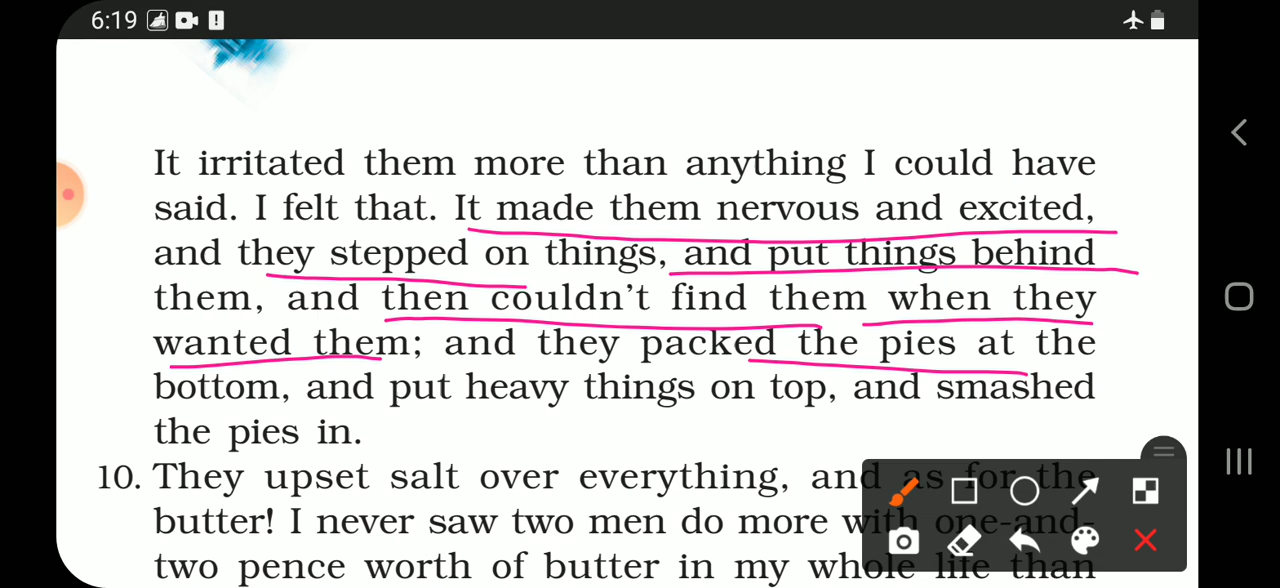 6:19
It irritated them more than anything I could have
said. I felt that. It made them nervous and excited,
and they stepped on things, and put things behind
them, and then couldn't find them when they
wanted them; and they packed the pies at the
bottom, and put heavy things on top, and smashed
the pies in.
10. They upset salt over everything, and as for the
butter! I never saw two men do more with one-and-
two pence worth of butter in my whole life than